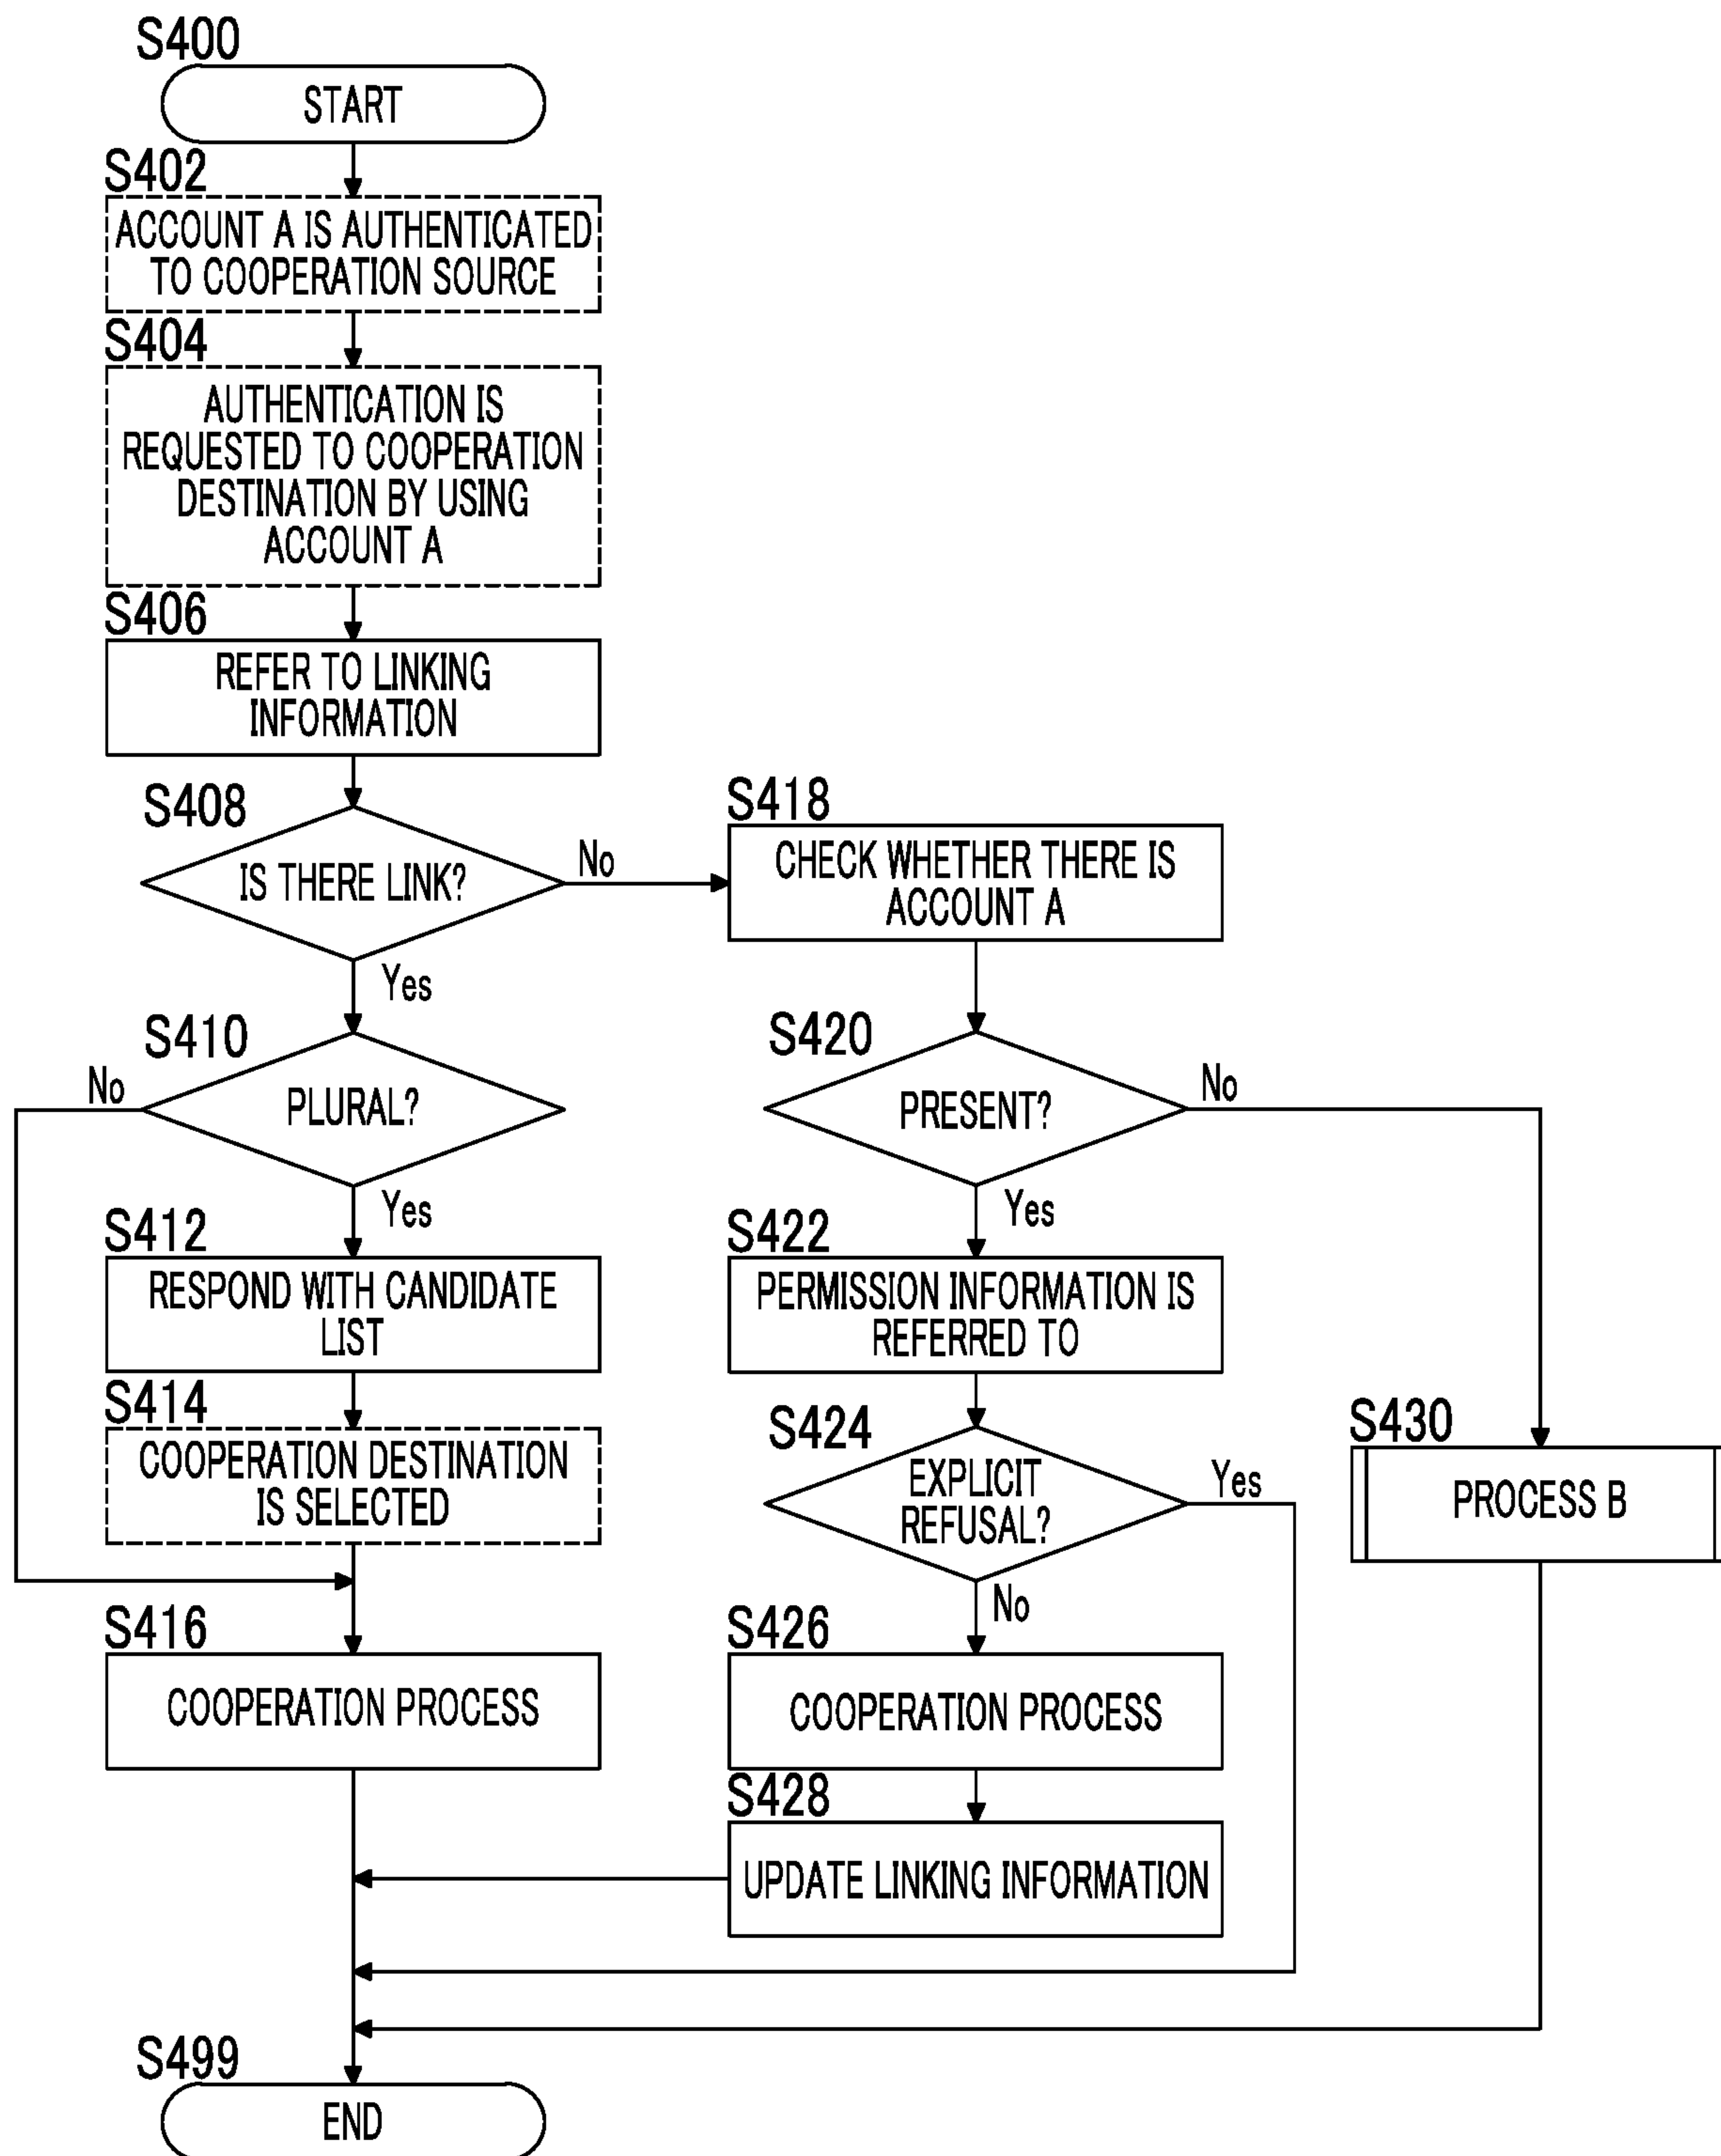 S400
START
S402
ACCOUNT A IS AUTHENTICATED
TO COOPERATION SOURCE
S404
AUTHENTICATION IS
REQUESTED TO COOPERATION
DESTINATION BY USING
ACCOUNT A
S406
REFER TO LINKING
INFORMATION
S408
IS THERE LINK?
No
Yes
S410
PLURAL?
No
Yes
S412
RESPOND WITH CANDIDATE
LIST
S414
COOPERATION DESTINATION
IS SELECTED
S416
COOPERATION PROCESS
S418
CHECK WHETHER THERE IS
ACCOUNT A
S420
PRESENT?
No
Yes
S422
PERMISSION INFORMATION IS
REFERRED TO
S424
EXPLICIT
REFUSAL?
Yes
No
S426
COOPERATION PROCESS
S428
UPDATE LINKING INFORMATION
S430
PROCESS B
S499
END